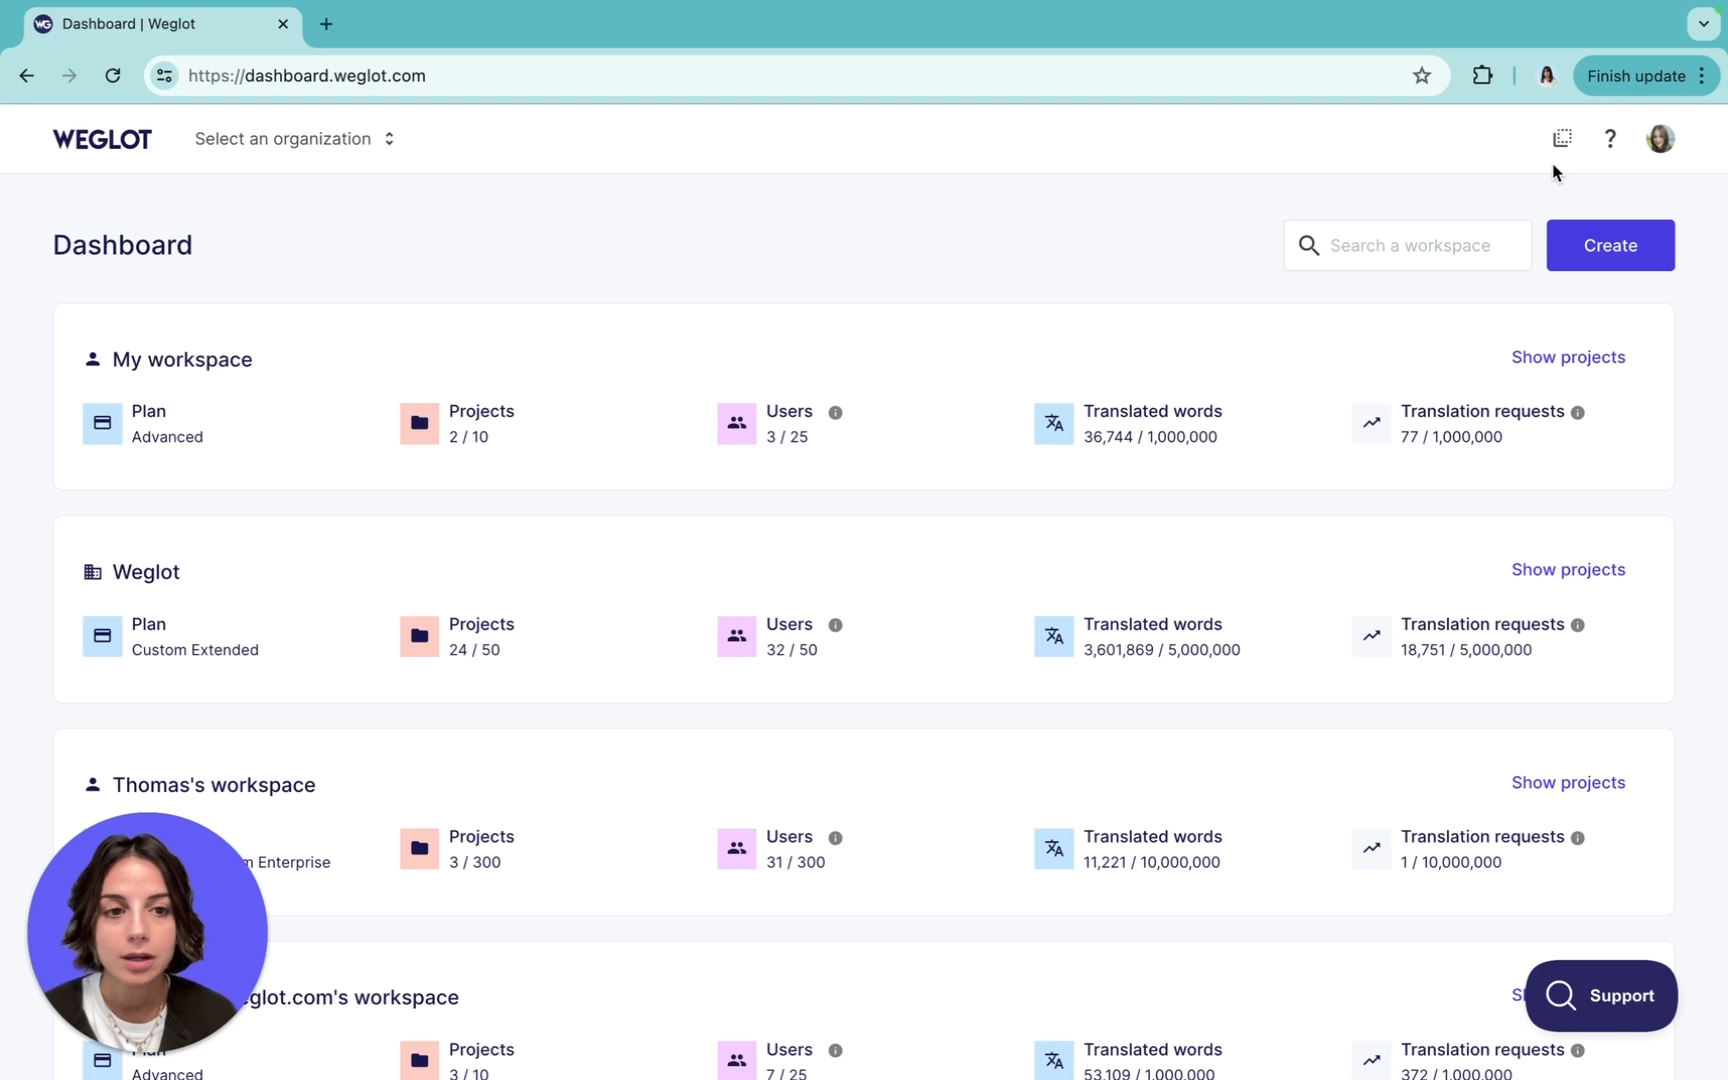 Dashboard | Weglot
https://dashboard.weglot.com
Finish update
WEGLOT
Select an organization
?
Dashboard
Search a workspace
Create
My workspace
Show projects
Plan
Advanced
Projects
2 / 10
Users
3 / 25
Translated words
36,744 / 1,000,000
Translation requests
77 / 1,000,000
Weglot
Show projects
Plan
Custom Extended
Projects
24 / 50
Users
32 / 50
Translated words
3,601,869 / 5,000,000
Translation requests
18,751 / 5,000,000
Thomas's workspace
Show projects
Enterprise
Projects
3 / 300
Users
31 / 300
Translated words
11,221 / 10,000,000
Translation requests
1 / 10,000,000
eglot.com's workspace
Support
Plan
Advanced
Projects
3 / 10
Users
7 / 25
Translated words
53,109 / 1,000,000
Translation requests
372 / 1,000,000